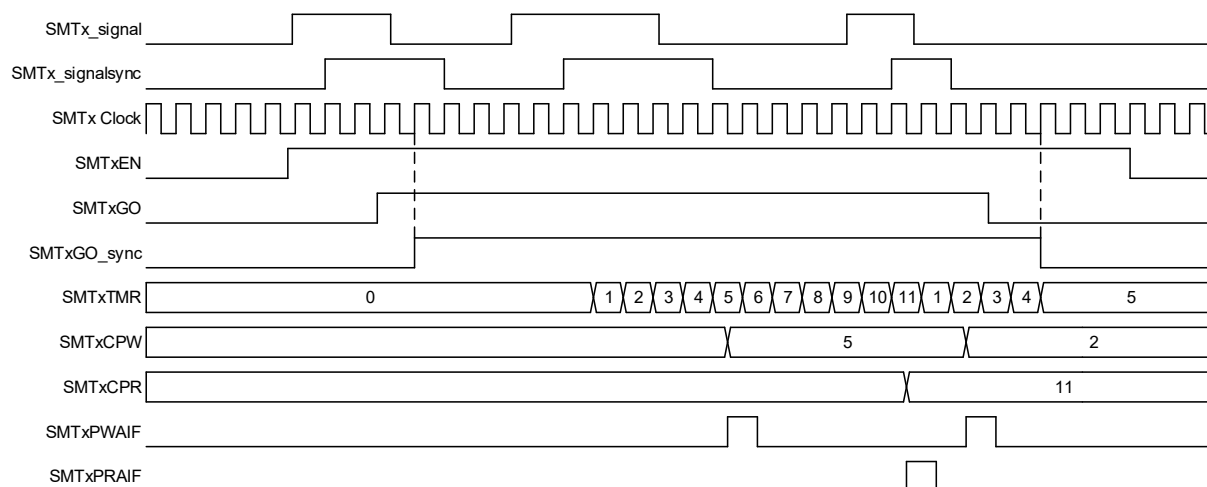 SMTx_signal
SMTx_signalsync
SMTx Clock
SMTxEN
SMTxGO
SMTxGO_sync
SMTxTMR 0 1 2 3 4 5 6 7 8 9 10 11 1 2 3 4 5
SMTxCPW 5 2
SMTxCPR 11
SMTxPWAIF
SMTxPRAIF